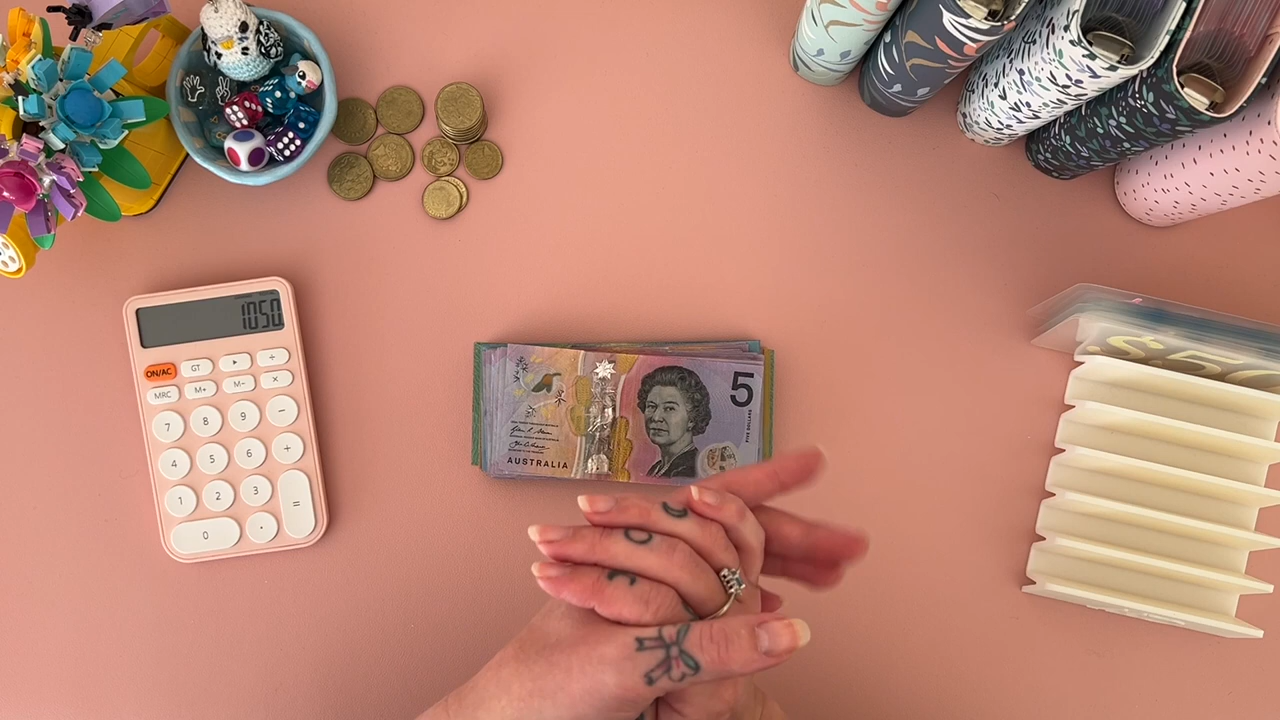 1050
ON/AC
GT
▶
÷
MRC
M+
M−
×
7
8
9
−
4
5
6
+
1
2
3
=
0
.
5
FIVE DOLLARS
AUSTRALIA
$50